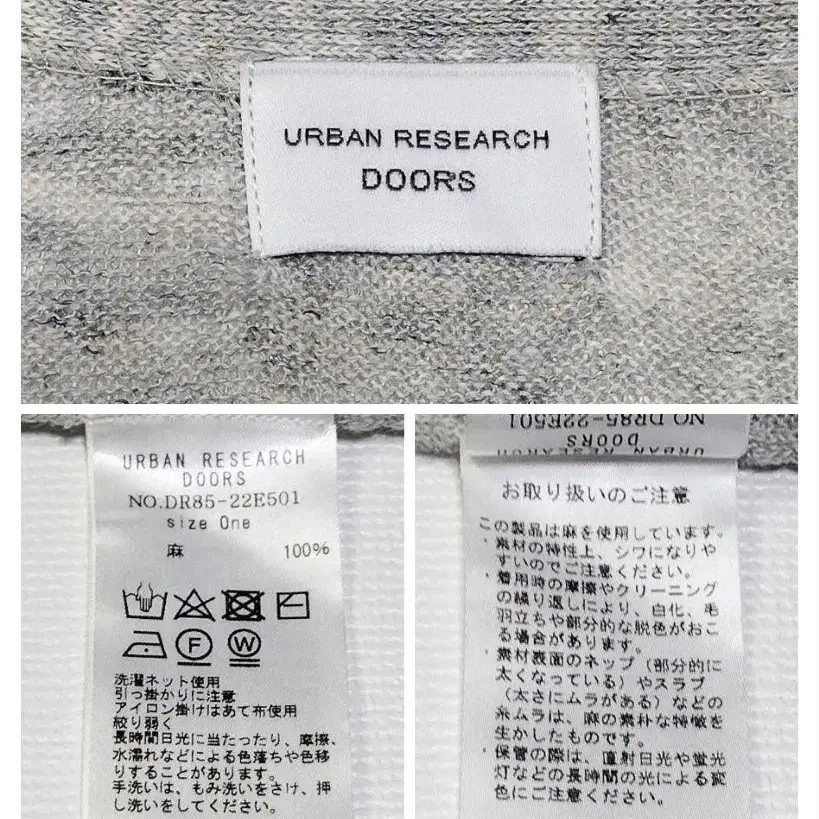 URBAN RESEARCH
DOORS
URBAN RESEARCH
DOORS
NO.DR85-22E501
size One
麻 100%
F W
洗濯ネット使用
引っ掛かりに注意
アイロン掛けはあて布使用
絞り弱く
長時間日光に当たったり、摩擦、
水濡れなどによる色落ちや色移
りすることがあります。
手洗いは、もみ洗いをさけ、押
し洗いをしてください。
NO.DR85-22E501
DOORS
URBAN RESEARCH
お取り扱いのご注意
この製品は麻を使用しています。
・素材の特性上、シワになりや
すいのでご注意ください。
・着用時の摩擦やクリーニング
の繰り返しにより、白化、毛
羽立ちや部分的な脱色がおこ
る場合があります。
・素材表面のネップ（部分的に
太くなっている）やスラブ
（太さにムラがある）などの
糸ムラは、麻の素朴な特徴を
生かしたものです。
・保管の際は、直射日光や蛍光
灯などの長時間の光による変
色にご注意ください。